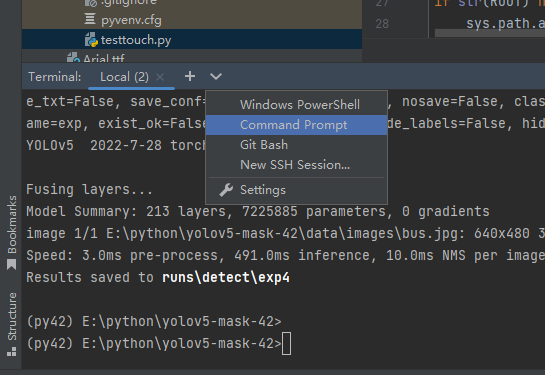 .gitignore
pyvenv.cfg
testtouch.py
Arial.ttf
27
28
if str(ROOT)
sys.path.a
Terminal: Local (2) × +
Windows PowerShell
Command Prompt
Git Bash
New SSH Session...
Settings
e_txt=False, save_conf= , nosave=False, clas
ame=exp, exist_ok=False de_labels=False, hid
YOLOv5 2022-7-28 torch
Fusing layers...
Model Summary: 213 layers, 7225885 parameters, 0 gradients
image 1/1 E:\python\yolov5-mask-42\data\images\bus.jpg: 640x480 3
Speed: 3.0ms pre-process, 491.0ms inference, 10.0ms NMS per image
Results saved to runs\detect\exp4
(py42) E:\python\yolov5-mask-42>
(py42) E:\python\yolov5-mask-42>
Bookmarks
Structure